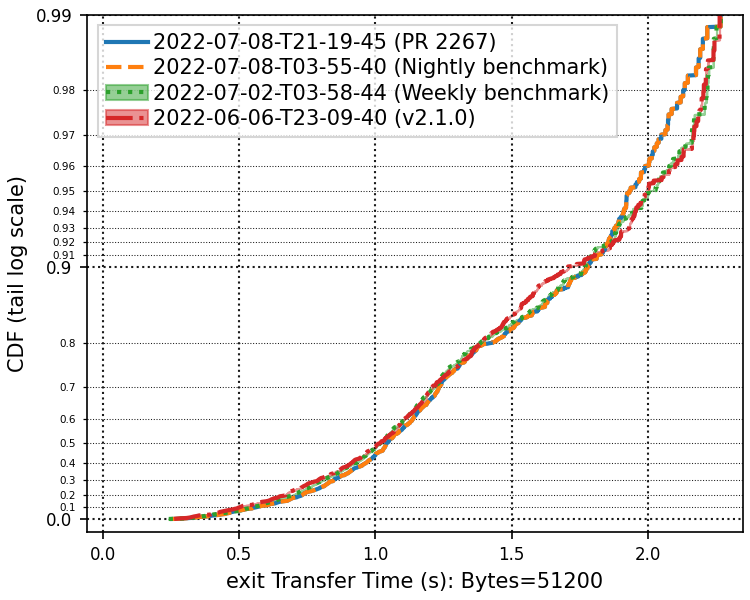 0.99
2022-07-08-T21-19-45 (PR 2267)
2022-07-08-T03-55-40 (Nightly benchmark)
2022-07-02-T03-58-44 (Weekly benchmark)
2022-06-06-T23-09-40 (v2.1.0)
0.98
0.97
0.96
0.95
0.94
0.93
0.92
0.91
0.9
0.8
0.7
0.6
0.5
0.4
0.3
0.2
0.1
0.0
CDF (tail log scale)
0.0 0.5 1.0 1.5 2.0
exit Transfer Time (s): Bytes=51200